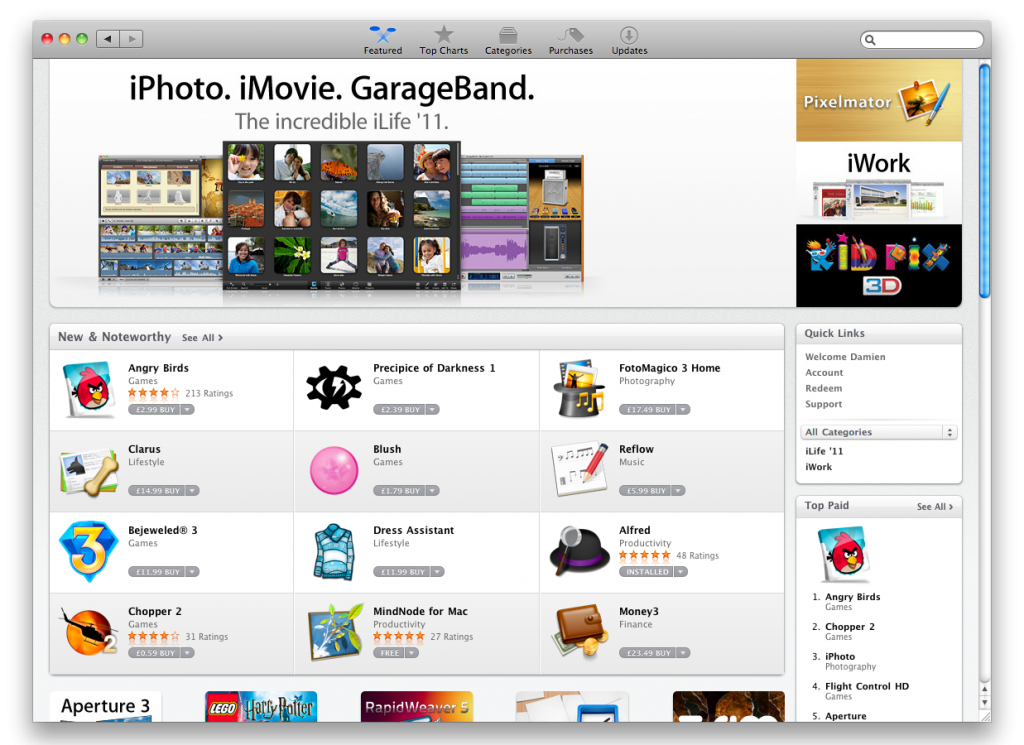 Featured
Top Charts
Categories
Purchases
Updates
iPhoto. iMovie. GarageBand.
The incredible iLife '11.
Pixelmator
iWork
KID PIX
3D
New & Noteworthy See All ›
Angry Birds
Games
213 Ratings
£2.99 BUY
Precipice of Darkness 1
Games
£2.39 BUY
FotoMagico 3 Home
Photography
£17.49 BUY
Clarus
Lifestyle
£14.99 BUY
Blush
Games
£1.79 BUY
Reflow
Music
£5.99 BUY
3
Bejeweled® 3
Games
£11.99 BUY
Dress Assistant
Lifestyle
£11.99 BUY
Alfred
Productivity
48 Ratings
INSTALLED
2
Chopper 2
Games
31 Ratings
£0.59 BUY
MindNode for Mac
Productivity
27 Ratings
FREE
Money3
Finance
£23.49 BUY
Quick Links
Welcome Damien
Account
Redeem
Support
All Categories
iLife '11
iWork
Top Paid See All ›
1. Angry Birds
Games
2. Chopper 2
Games
3. iPhoto
Photography
4. Flight Control HD
Games
5. Aperture
Aperture 3
LEGO Harry Potter
RapidWeaver 5